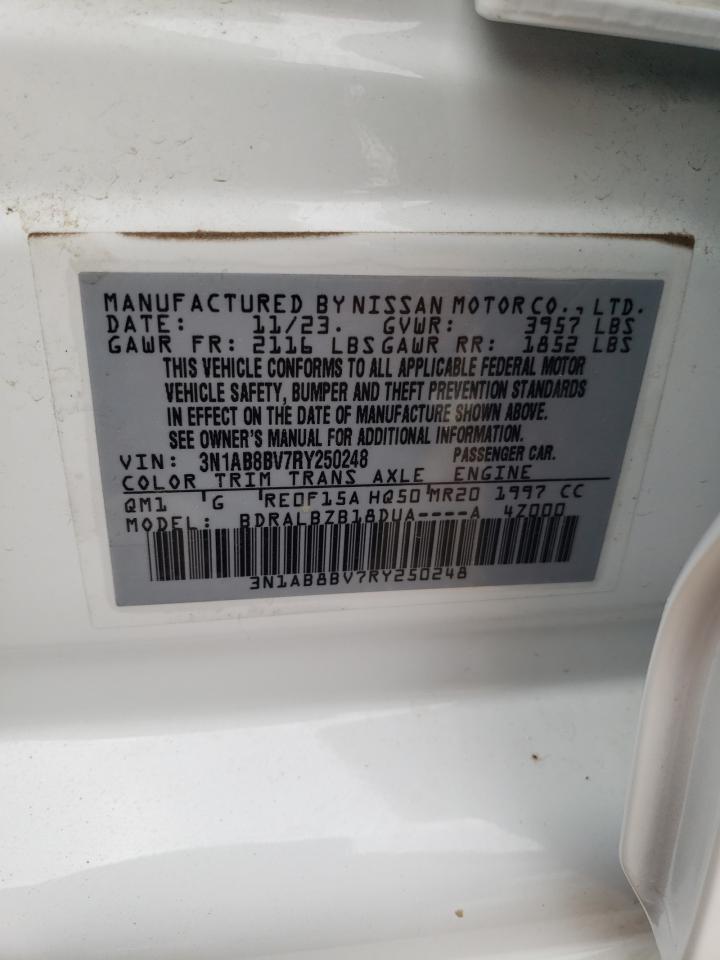 MANUFACTURED BY NISSAN MOTOR CO., LTD.
DATE: 11/23. GVWR: 3957 LBS
GAWR FR: 2116 LBS GAWR RR: 1852 LBS
THIS VEHICLE CONFORMS TO ALL APPLICABLE FEDERAL MOTOR
VEHICLE SAFETY, BUMPER AND THEFT PREVENTION STANDARDS
IN EFFECT ON THE DATE OF MANUFACTURE SHOWN ABOVE.
SEE OWNER'S MANUAL FOR ADDITIONAL INFORMATION.
VIN: 3N1AB8BV7RY250248 PASSENGER CAR.
COLOR TRIM TRANS AXLE ENGINE
QM1 G RE0F15A HQ50 MR20 1997 CC
MODEL: BDRALBZB18DUA----A 4Z000
3N1AB8BV7RY250248